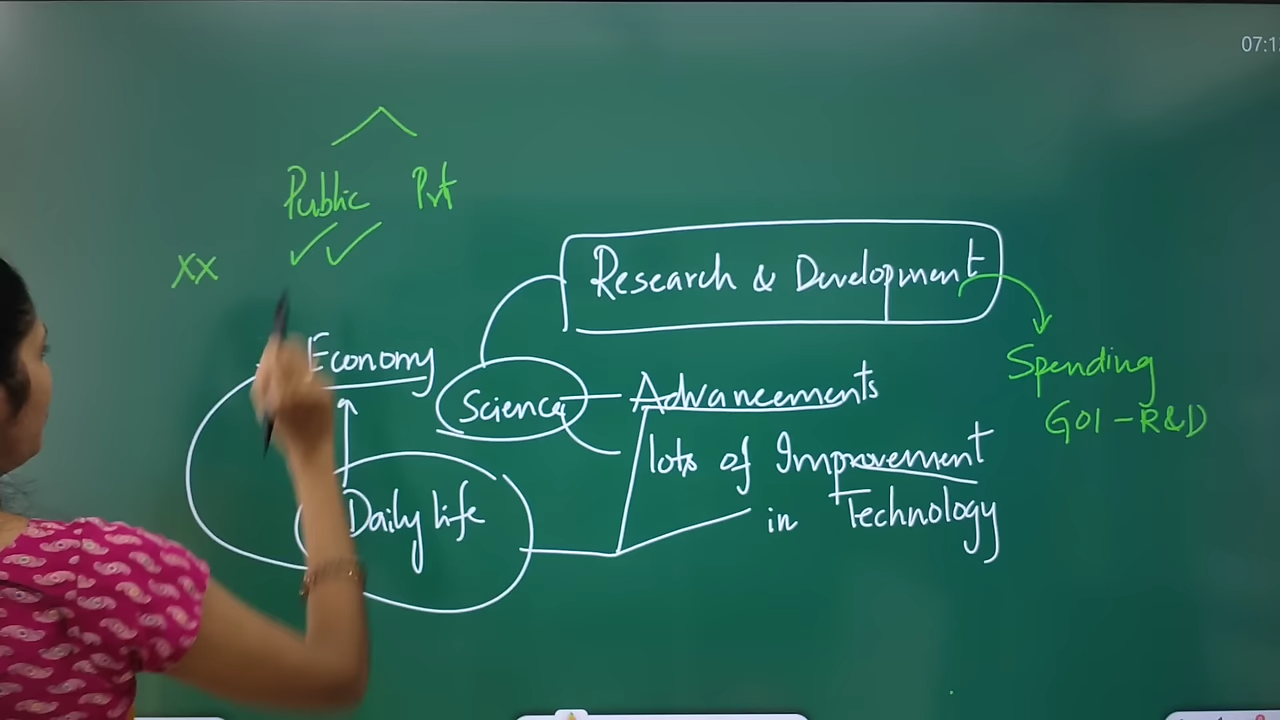 07:1
Public Pvt
xx
Research & Development
Economy
Spending
GOI - R&D
Science
Advancements
lots of Improvement
in Technology
Daily life